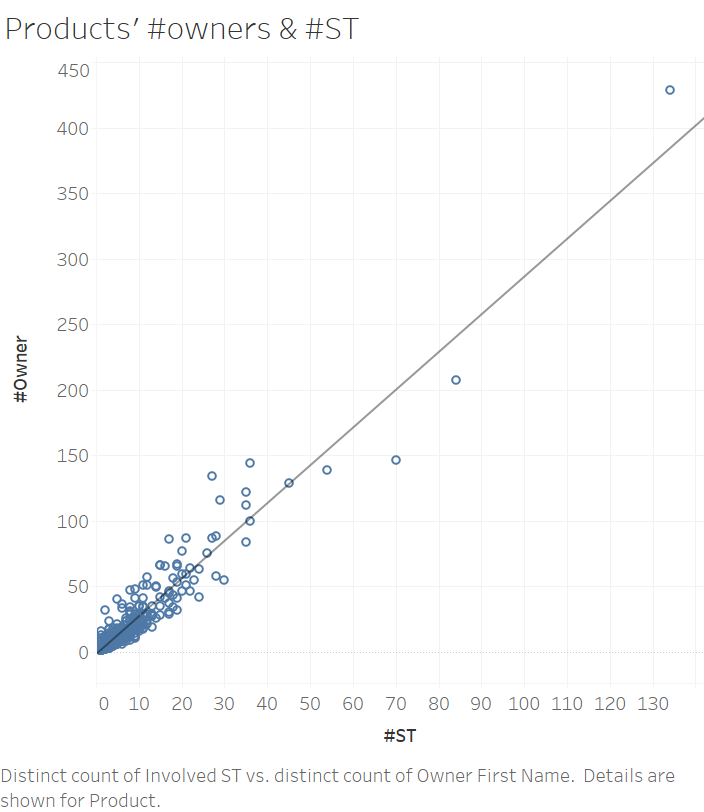 Products’ #owners & #ST
450
400
350
300
250
200
150
100
50
0
#Owner
0 10 20 30 40 50 60 70 80 90 100 110 120 130
#ST
Distinct count of Involved ST vs. distinct count of Owner First Name. Details are
shown for Product.